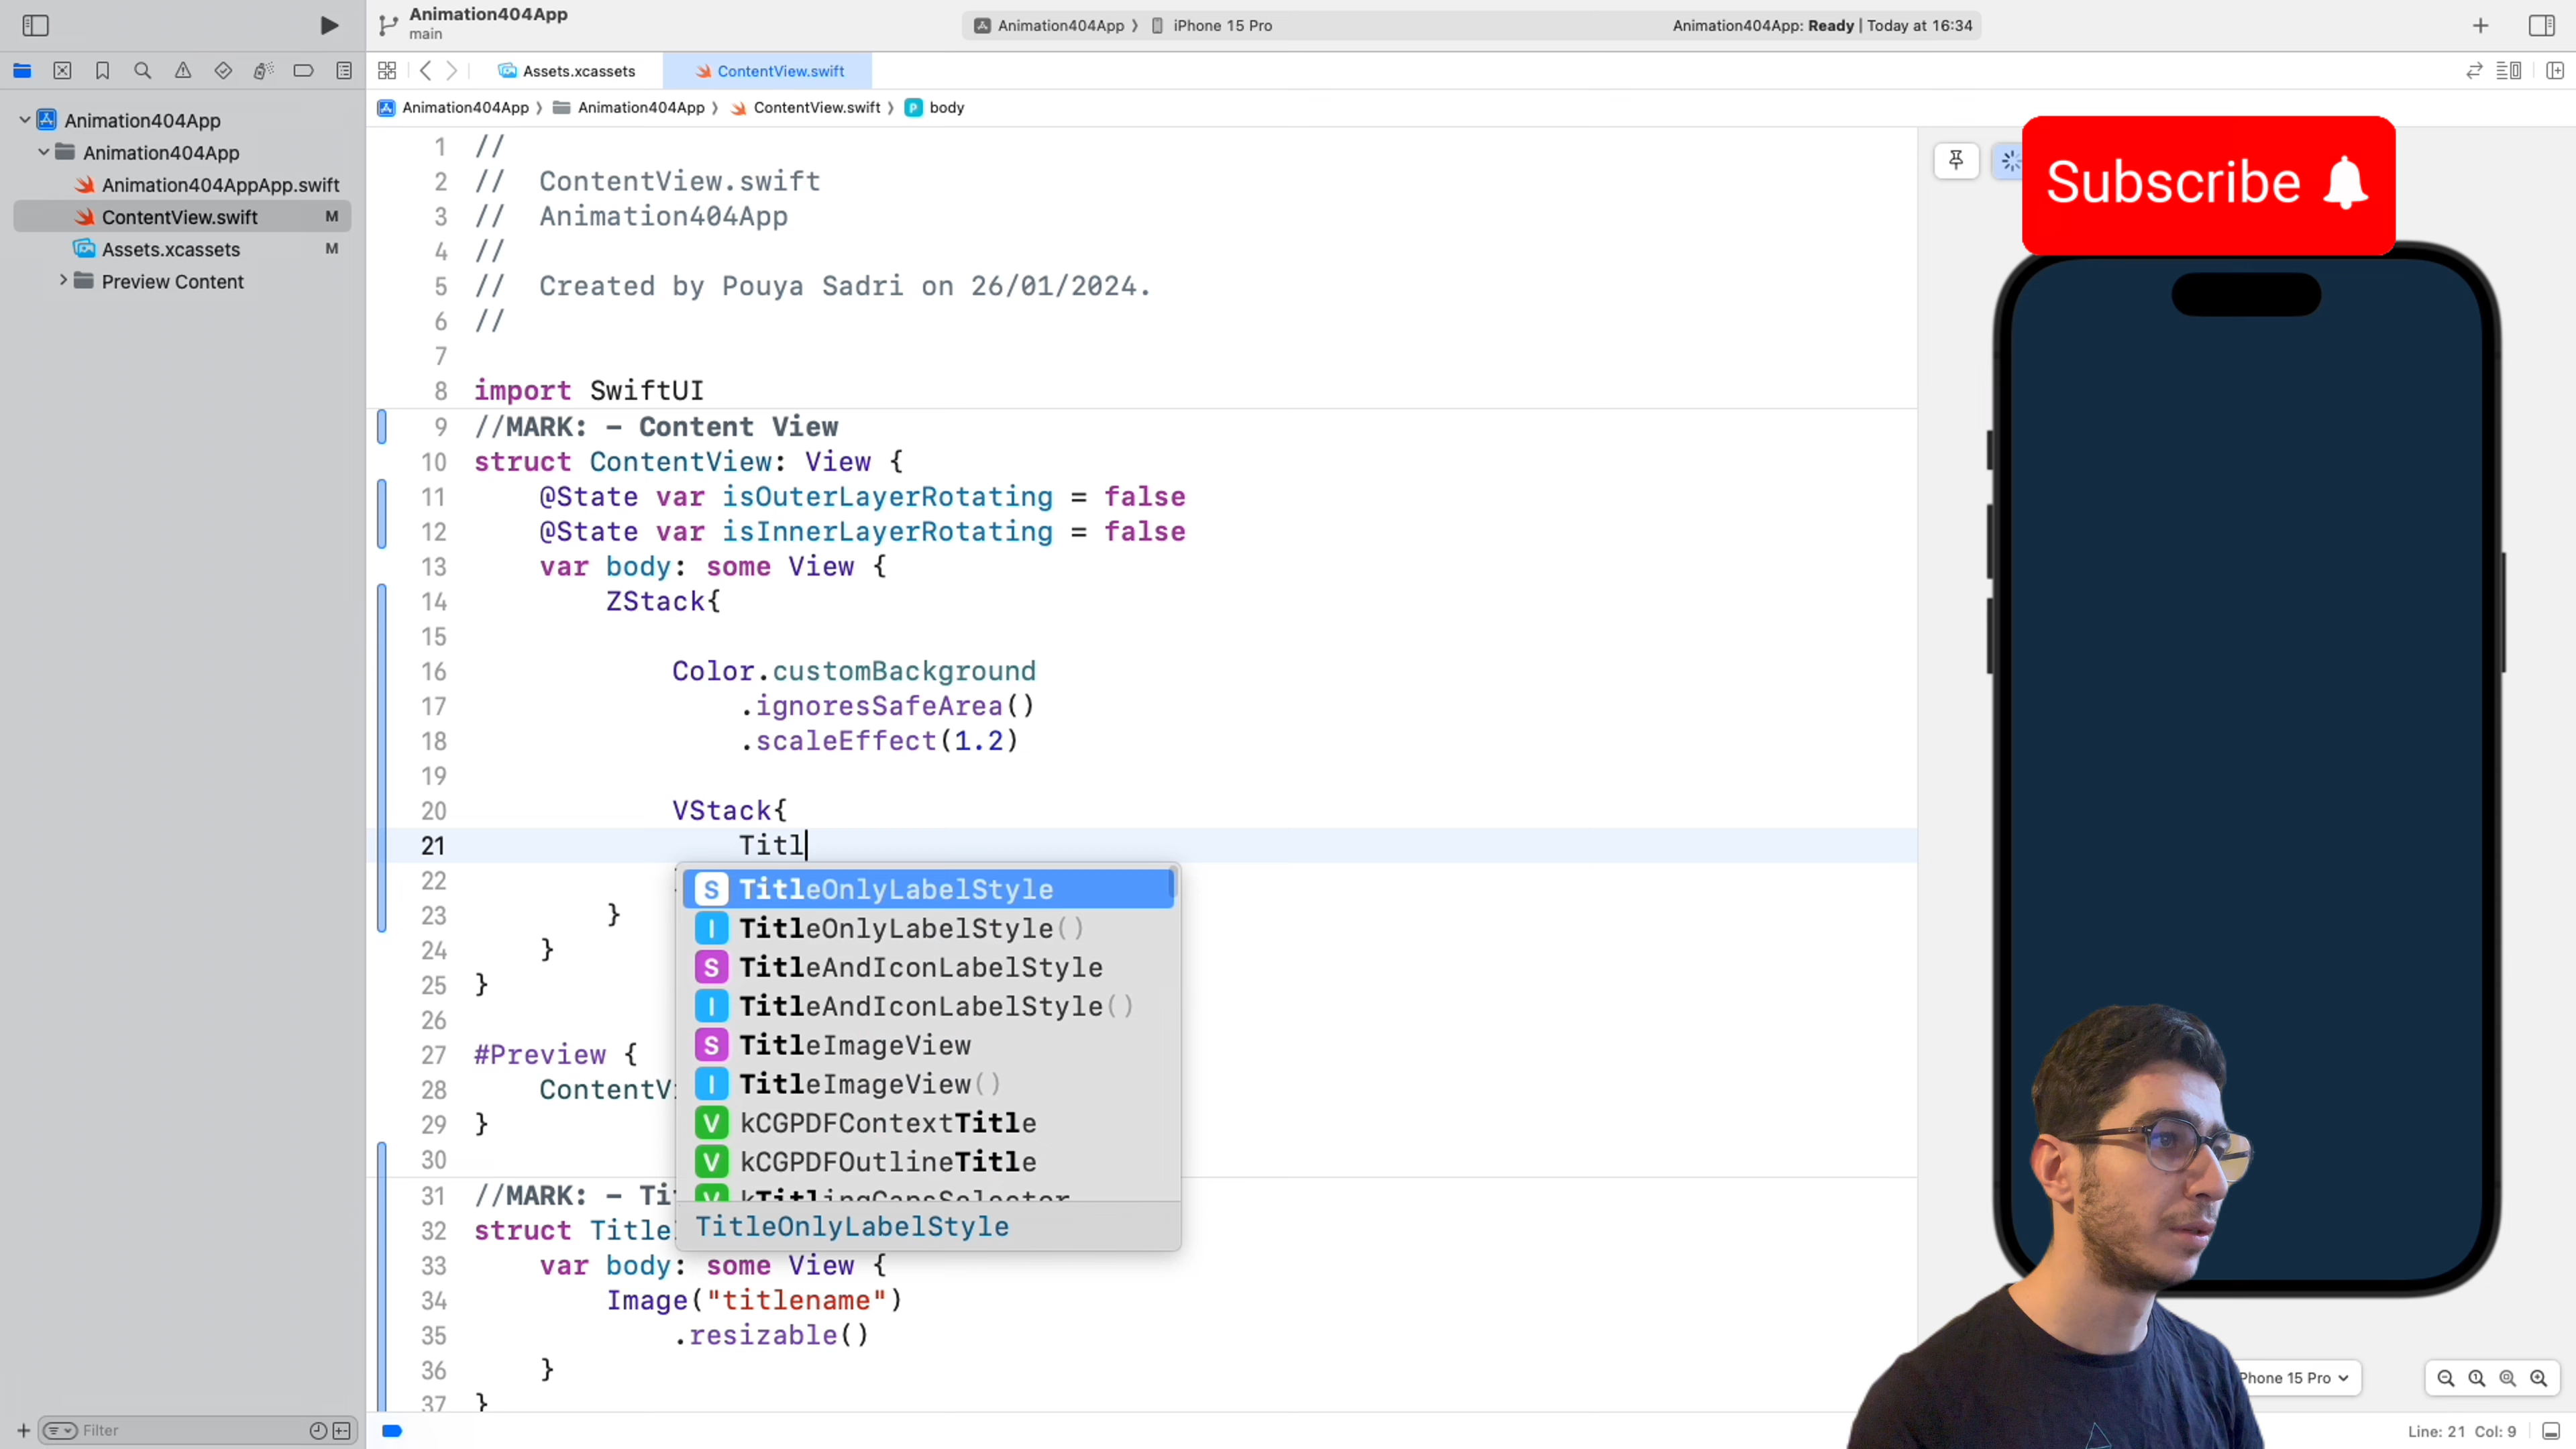 Animation404App
main
Animation404App 〉 iPhone 15 Pro
Animation404App: Ready | Today at 16:34
Assets.xcassets
ContentView.swift
Animation404App 〉 Animation404App 〉 ContentView.swift 〉 P body
Animation404App
Animation404App
Animation404AppApp.swift
ContentView.swift M
Assets.xcassets M
Preview Content
Filter
1 //
2 //  ContentView.swift
3 //  Animation404App
4 //
5 //  Created by Pouya Sadri on 26/01/2024.
6 //
7
8 import SwiftUI
9 //MARK: - Content View
10 struct ContentView: View {
11     @State var isOuterLayerRotating = false
12     @State var isInnerLayerRotating = false
13     var body: some View {
14         ZStack{
15
16             Color.customBackground
17                 .ignoresSafeArea()
18                 .scaleEffect(1.2)
19
20             VStack{
21                 Titl
22
23         }
24     }
25 }
26
27 #Preview {
28     ContentVi
29 }
30
31 //MARK: - Ti
32 struct Title
33     var body: some View {
34         Image("titlename")
35             .resizable()
36     }
37 }
S TitleOnlyLabelStyle
I TitleOnlyLabelStyle()
S TitleAndIconLabelStyle
I TitleAndIconLabelStyle()
S TitleImageView
I TitleImageView()
V kCGPDFContextTitle
V kCGPDFOutlineTitle
V kTitlingCapsSelector
TitleOnlyLabelStyle
Subscribe
Phone 15 Pro
Line: 21 Col: 9